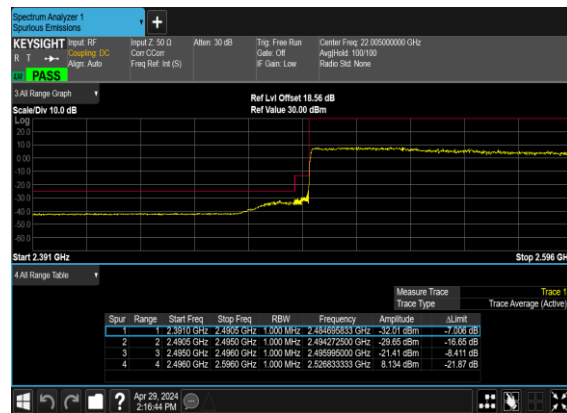 Spectrum Analyzer 1
Spurious Emissions
KEYSIGHT Input: RF Input Z: 50 Ω Atten: 30 dB Trig: Free Run Center Freq: 22.005000000 GHz
R T Coupling: DC Corr CCorr Gate: Off Avg|Hold: 100/100
Align: Auto Freq Ref: Int (S) IF Gain: Low Radio Std: None
PASS
3 All Range Graph
Ref Lvl Offset 18.56 dB
Scale/Div 10.0 dB Ref Value 30.00 dBm
Log
20.0
10.0
0.00
-10.0
-20.0
-30.0
-40.0
-50.0
-60.0
Start 2.391 GHz Stop 2.596 GH
4 All Range Table
Measure Trace Trace 1
Trace Type Trace Average (Active)
Spur Range Start Freq Stop Freq RBW Frequency Amplitude ΔLimit
1 1 2.3910 GHz 2.4905 GHz 1.000 MHz 2.484695833 GHz -32.01 dBm -7.006 dB
2 2 2.4905 GHz 2.4950 GHz 1.000 MHz 2.494272500 GHz -29.65 dBm -16.65 dB
3 3 2.4950 GHz 2.4960 GHz 1.000 MHz 2.495995000 GHz -21.41 dBm -8.411 dB
4 4 2.4960 GHz 2.5960 GHz 1.000 MHz 2.526833333 GHz 8.134 dBm -21.87 dB
? Apr 29, 2024
2:16:44 PM